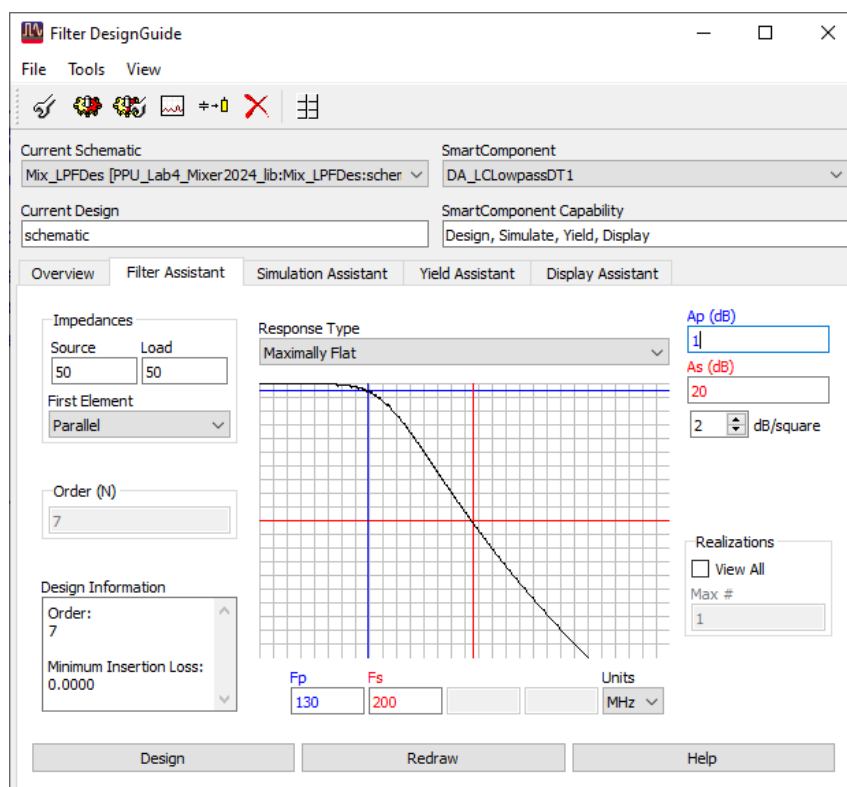 Filter DesignGuide
File Tools View
Current Schematic
Mix_LPFDes [PPU_Lab4_Mixer2024_lib:Mix_LPFDes:schen
SmartComponent
DA_LCLowpassDT1
Current Design
schematic
SmartComponent Capability
Design, Simulate, Yield, Display
Overview Filter Assistant Simulation Assistant Yield Assistant Display Assistant
Impedances
Source Load
50 50
First Element
Parallel
Order (N)
7
Design Information
Order:
7
Minimum Insertion Loss:
0.0000
Response Type
Maximally Flat
Fp Fs Units
130 200 MHz
Ap (dB)
1
As (dB)
20
2 dB/square
Realizations
View All
Max #
1
Design Redraw Help